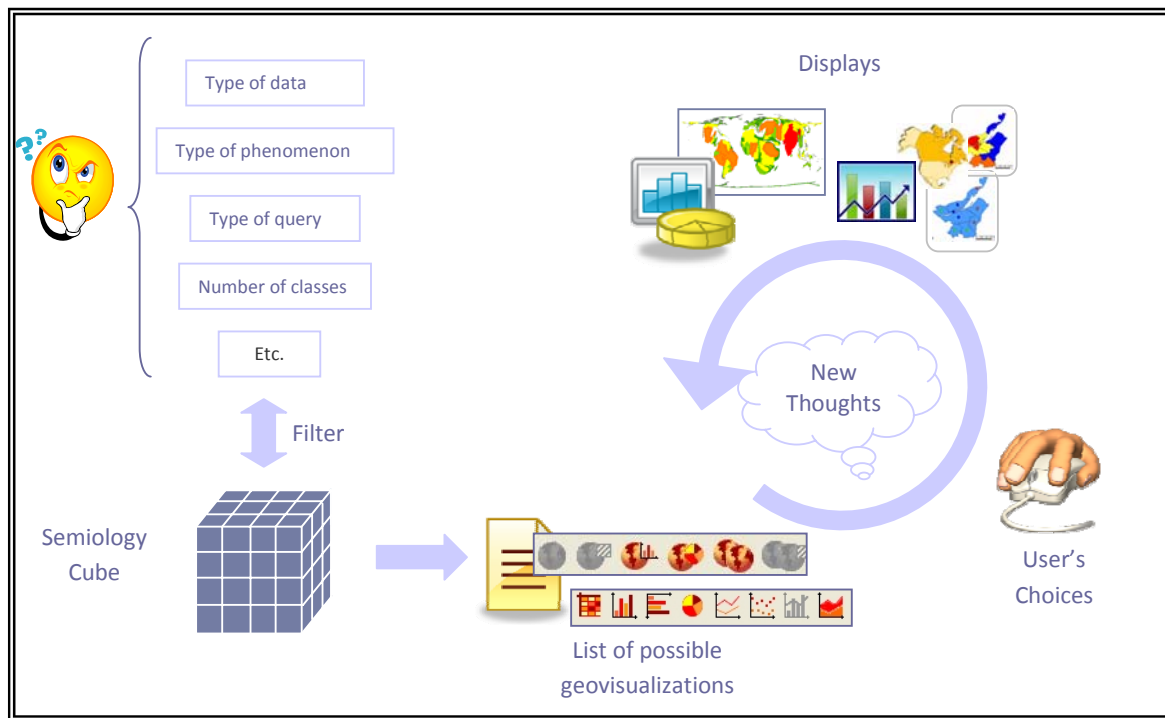 Type of data
Type of phenomenon
Type of query
Number of classes
Etc.
Filter
Semiology
Cube
List of possible
geovisualizations
User's
Choices
Displays
New
Thoughts
??